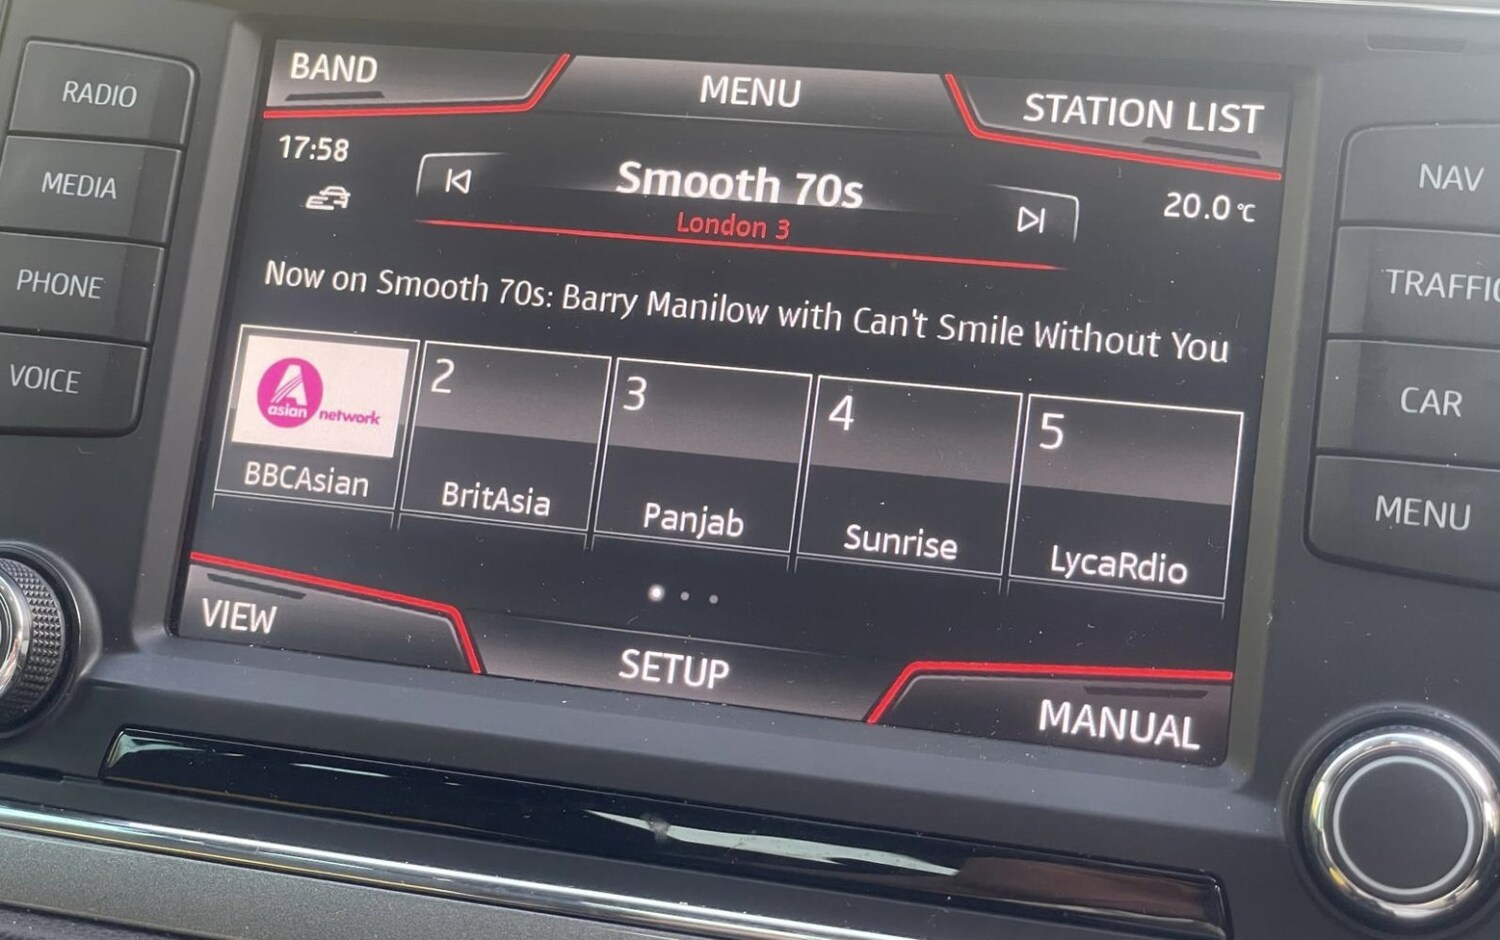 RADIO
MEDIA
PHONE
VOICE
BAND
MENU
STATION LIST
17:58
Smooth 70s
London 3
20.0 °C
Now on Smooth 70s: Barry Manilow with Can't Smile Without You
A
asian network
BBCAsian
2
BritAsia
3
Panjab
4
Sunrise
5
LycaRdio
VIEW
SETUP
MANUAL
NAV
TRAFFIC
CAR
MENU